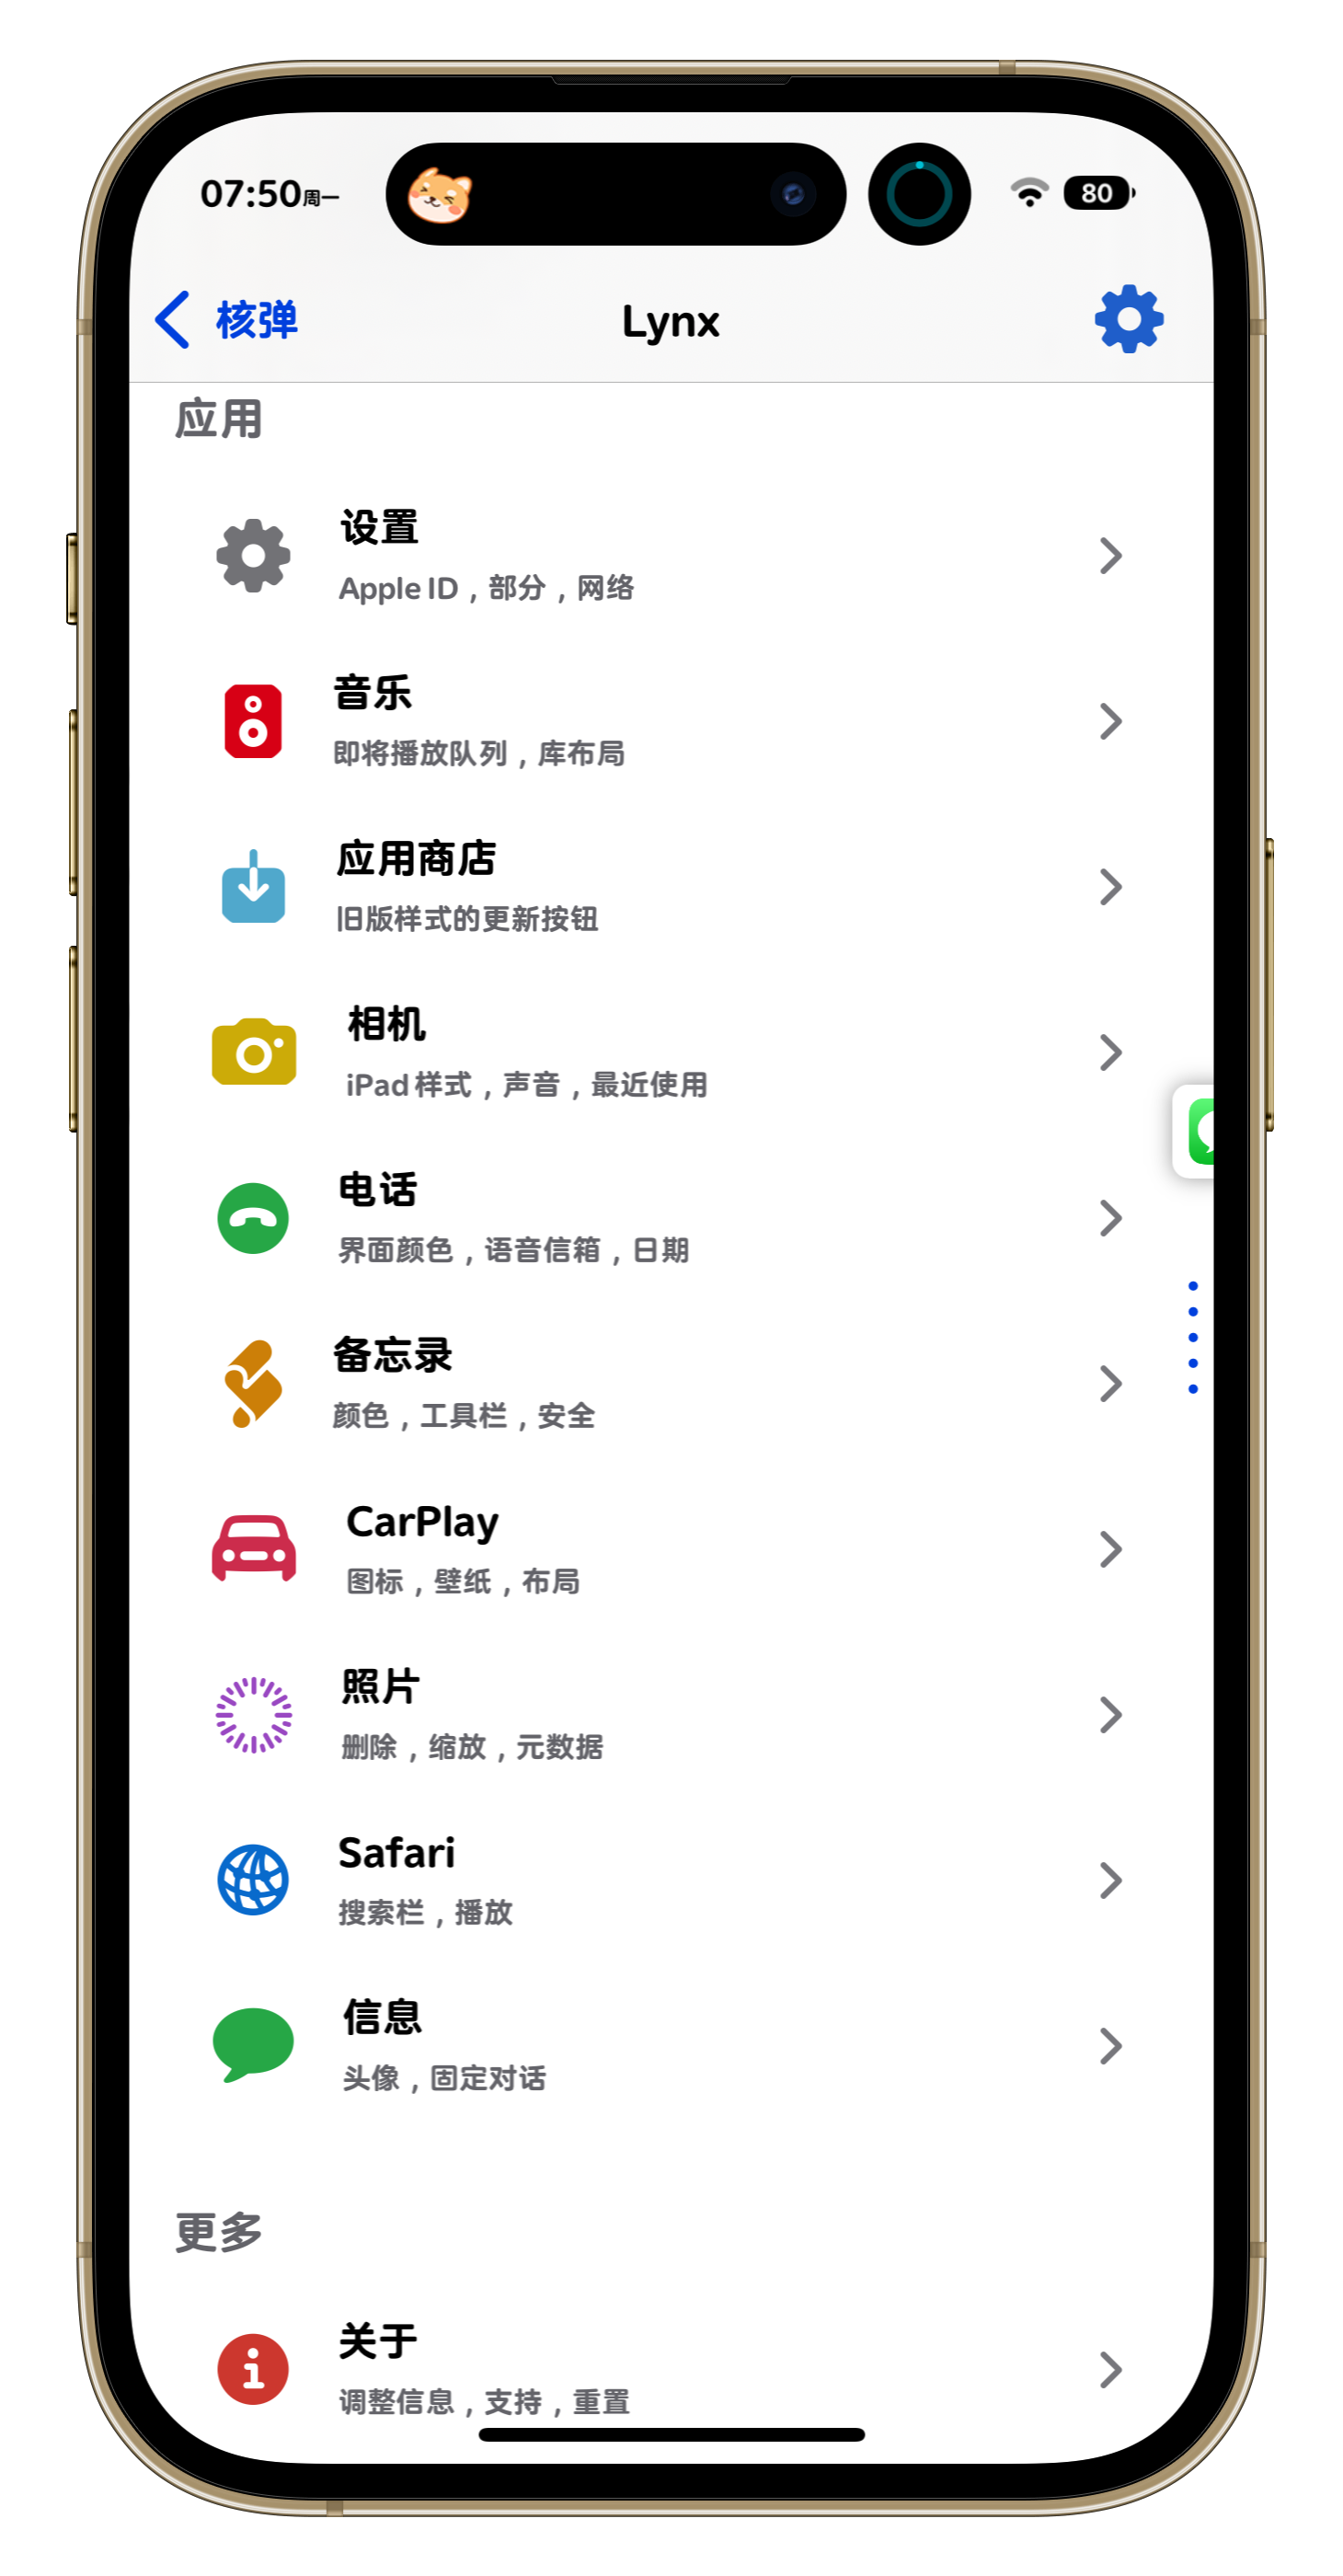 07:50周一
80
核弹
Lynx
应用
设置
Apple ID，部分，网络
音乐
即将播放队列，库布局
应用商店
旧版样式的更新按钮
相机
iPad 样式，声音，最近使用
电话
界面颜色，语音信箱，日期
备忘录
颜色，工具栏，安全
CarPlay
图标，壁纸，布局
照片
删除，缩放，元数据
Safari
搜索栏，播放
信息
头像，固定对话
更多
关于
调整信息，支持，重置